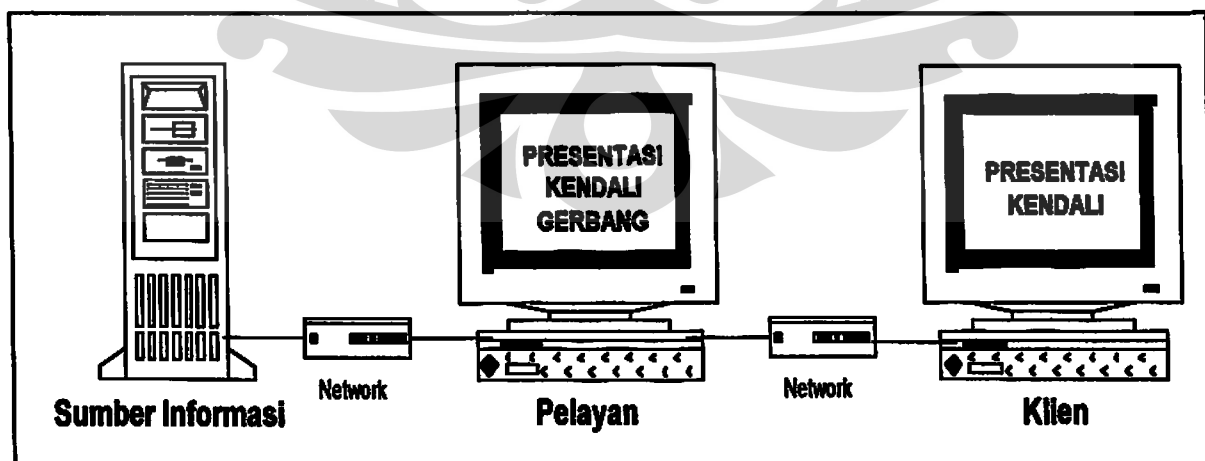 PRESENTASI
KENDALI
GERBANG
PRESENTASI
KENDALI
Network
Network
Sumber Informasi
Pelayan
Klien